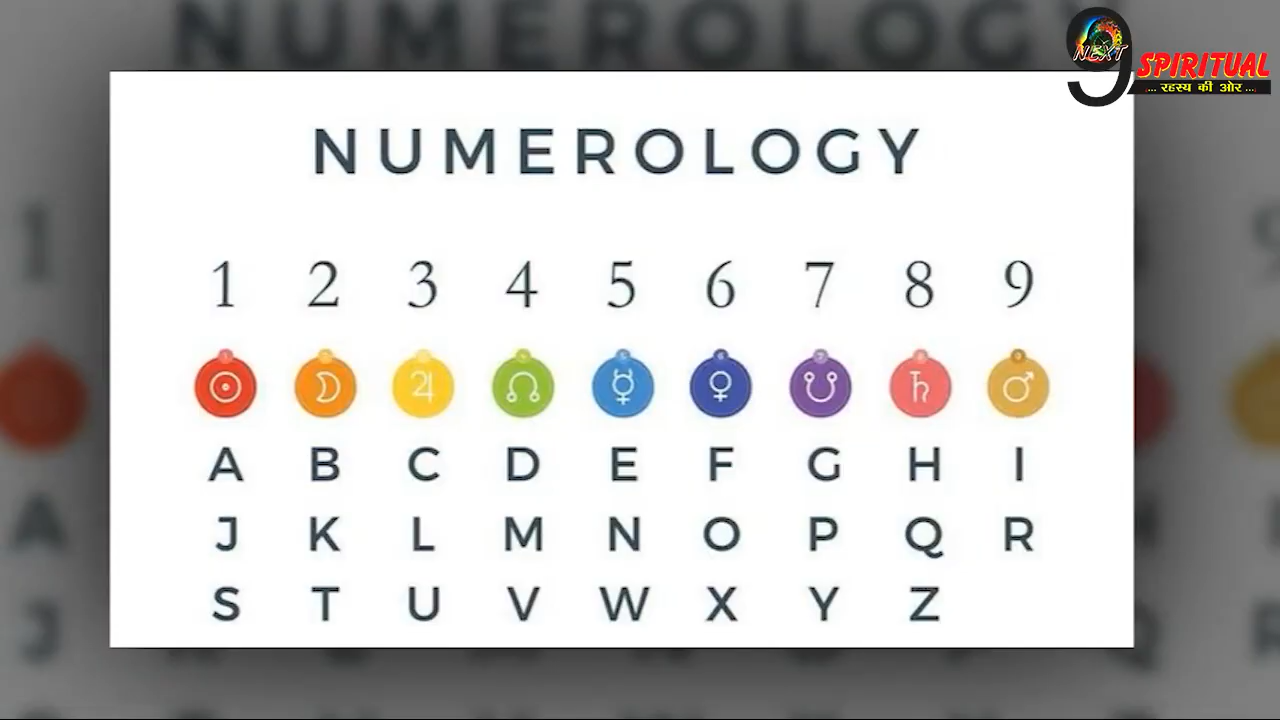 NEXT
9
SPIRITUAL
... रहस्य की ओर ...
NUMEROLOGY
1 2 3 4 5 6 7 8 9
A B C D E F G H I
J K L M N O P Q R
S T U V W X Y Z